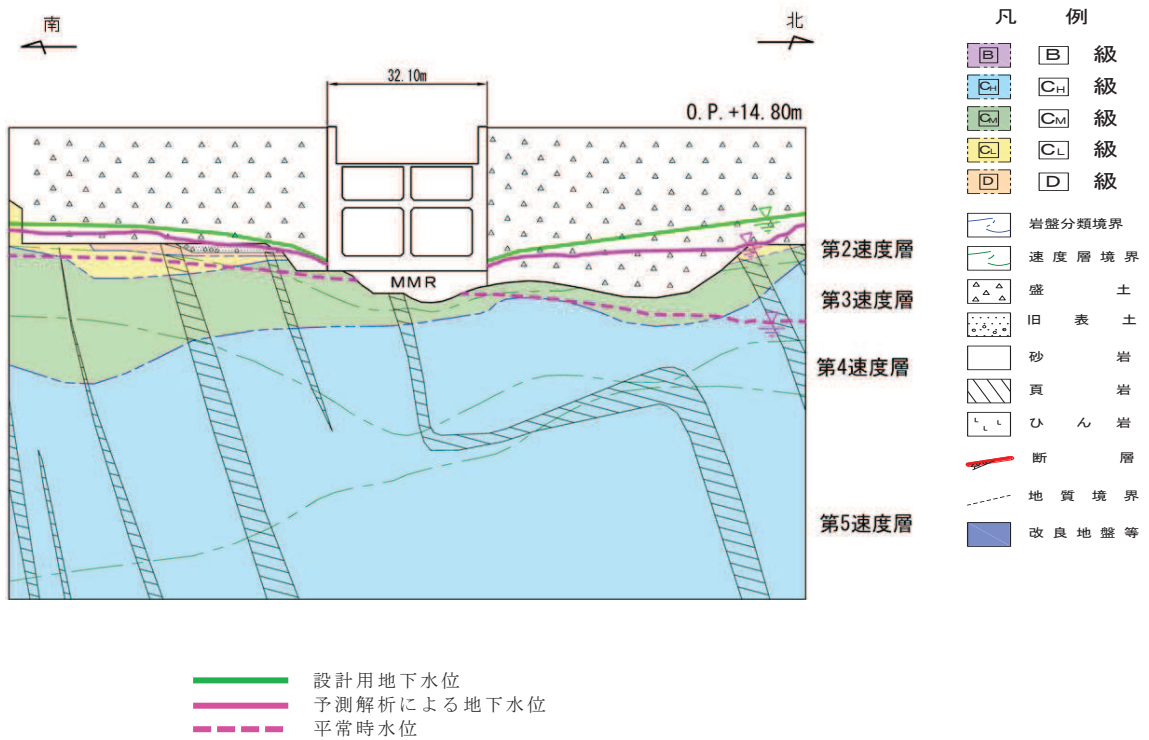 南
北
32.10m
O.P.+14.80m
MMR
第2速度層
第3速度層
第4速度層
第5速度層
凡 例
B B 級
CH CH 級
CM CM 級
CL CL 級
D D 級
岩盤分類境界
速度層境界
盛土
旧表土
砂岩
頁岩
ひん岩
断層
地質境界
改良地盤等
設計用地下水位
予測解析による地下水位
平常時水位